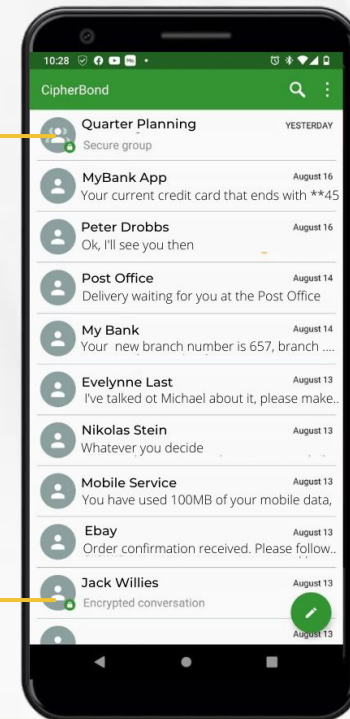 10:28
CipherBond
Quarter Planning
YESTERDAY
Secure group
MyBank App
August 16
Your current credit card that ends with **45
Peter Drobbs
August 16
Ok, I'll see you then
Post Office
August 14
Delivery waiting for you at the Post Office
My Bank
August 14
Your new branch number is 657, branch ....
Evelynne Last
August 13
I've talked ot Michael about it, please make..
Nikolas Stein
August 13
Whatever you decide
Mobile Service
August 13
You have used 100MB of your mobile data,
Ebay
August 13
Order confirmation received. Please follow..
Jack Willies
August 13
Encrypted conversation
August 13